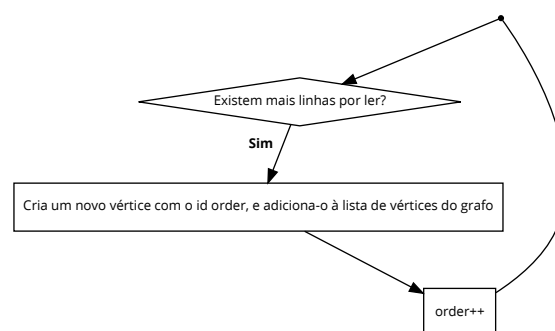 Existem mais linhas por ler?
Sim
Cria um novo vértice com o id order, e adiciona-o à lista de vértices do grafo
order++